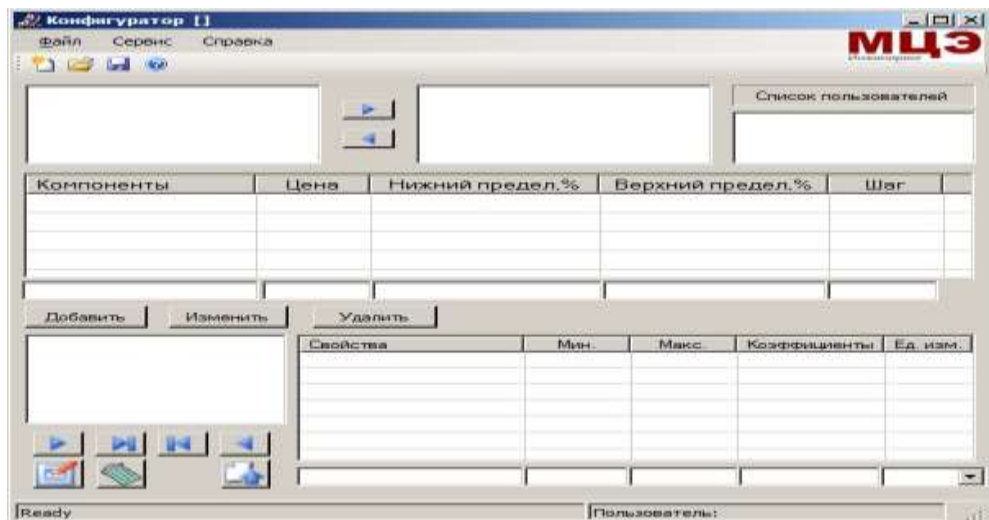 Конфигуратор []
Файл Сервис Справка
МЦЭ
Инжиниринг
Список пользователей
Компоненты Цена Нижний предел,% Верхний предел,% Шаг
Добавить Изменить Удалить
Свойства Мин. Макс. Коэффициенты Ед. изм.
Ready Пользователь: